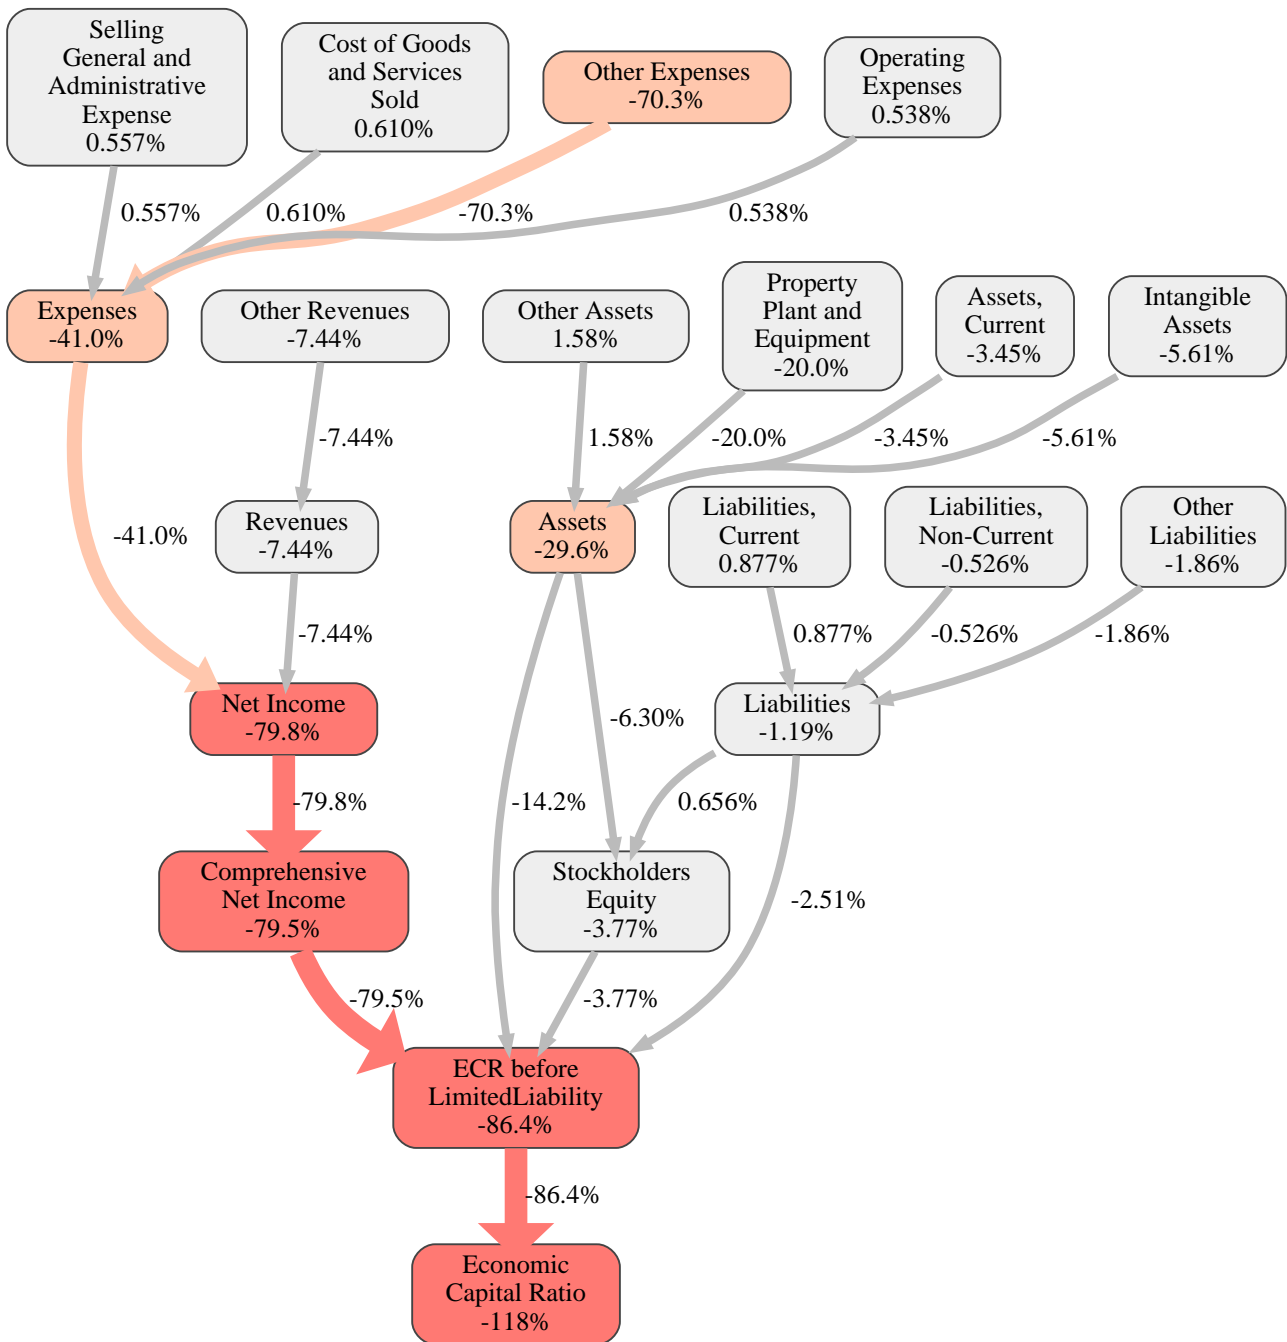 Selling
General and
Administrative
Expense
0.557%
Cost of Goods
and Services
Sold
0.610%
Other Expenses
-70.3%
Operating
Expenses
0.538%
0.557%
0.610%
-70.3%
0.538%
Expenses
-41.0%
Other Revenues
-7.44%
Other Assets
1.58%
Property
Plant and
Equipment
-20.0%
Assets,
Current
-3.45%
Intangible
Assets
-5.61%
-7.44%
1.58%
-20.0%
-3.45%
-5.61%
-41.0%
Revenues
-7.44%
Assets
-29.6%
Liabilities,
Current
0.877%
Liabilities,
Non-Current
-0.526%
Other
Liabilities
-1.86%
-7.44%
0.877%
-0.526%
-1.86%
Net Income
-79.8%
-6.30%
Liabilities
-1.19%
-79.8%
-14.2%
0.656%
Comprehensive
Net Income
-79.5%
Stockholders
Equity
-3.77%
-2.51%
-79.5%
-3.77%
ECR before
LimitedLiability
-86.4%
-86.4%
Economic
Capital Ratio
-118%